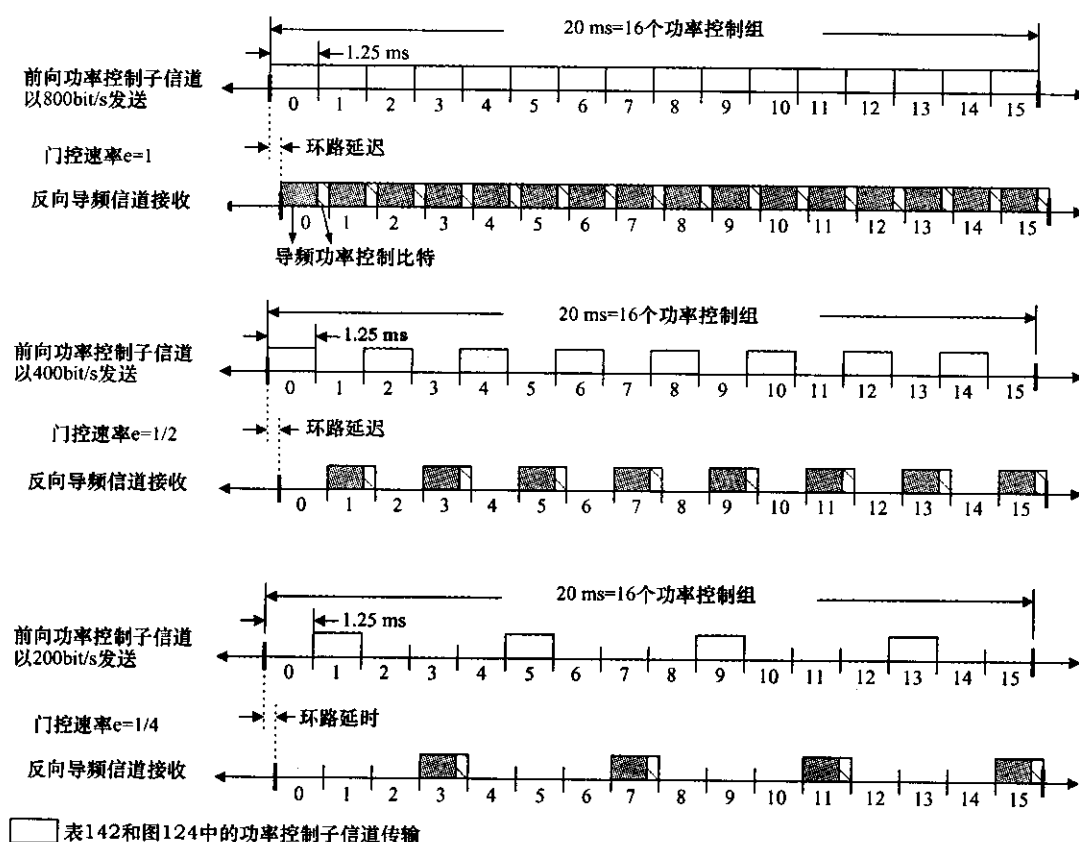 20 ms=16个功率控制组
1.25 ms
前向功率控制子信道
以800bit/s发送
0 1 2 3 4 5 6 7 8 9 10 11 12 13 14 15
门控速率e=1
环路延迟
反向导频信道接收
0 1 2 3 4 5 6 7 8 9 10 11 12 13 14 15
导频功率控制比特
20 ms=16个功率控制组
1.25 ms
前向功率控制子信道
以400bit/s发送
0 1 2 3 4 5 6 7 8 9 10 11 12 13 14 15
门控速率e=1/2
环路延迟
反向导频信道接收
0 1 2 3 4 5 6 7 8 9 10 11 12 13 14 15
20 ms=16个功率控制组
1.25 ms
前向功率控制子信道
以200bit/s发送
0 1 2 3 4 5 6 7 8 9 10 11 12 13 14 15
门控速率e=1/4
环路延时
反向导频信道接收
0 1 2 3 4 5 6 7 8 9 10 11 12 13 14 15
表142和图124中的功率控制子信道传输